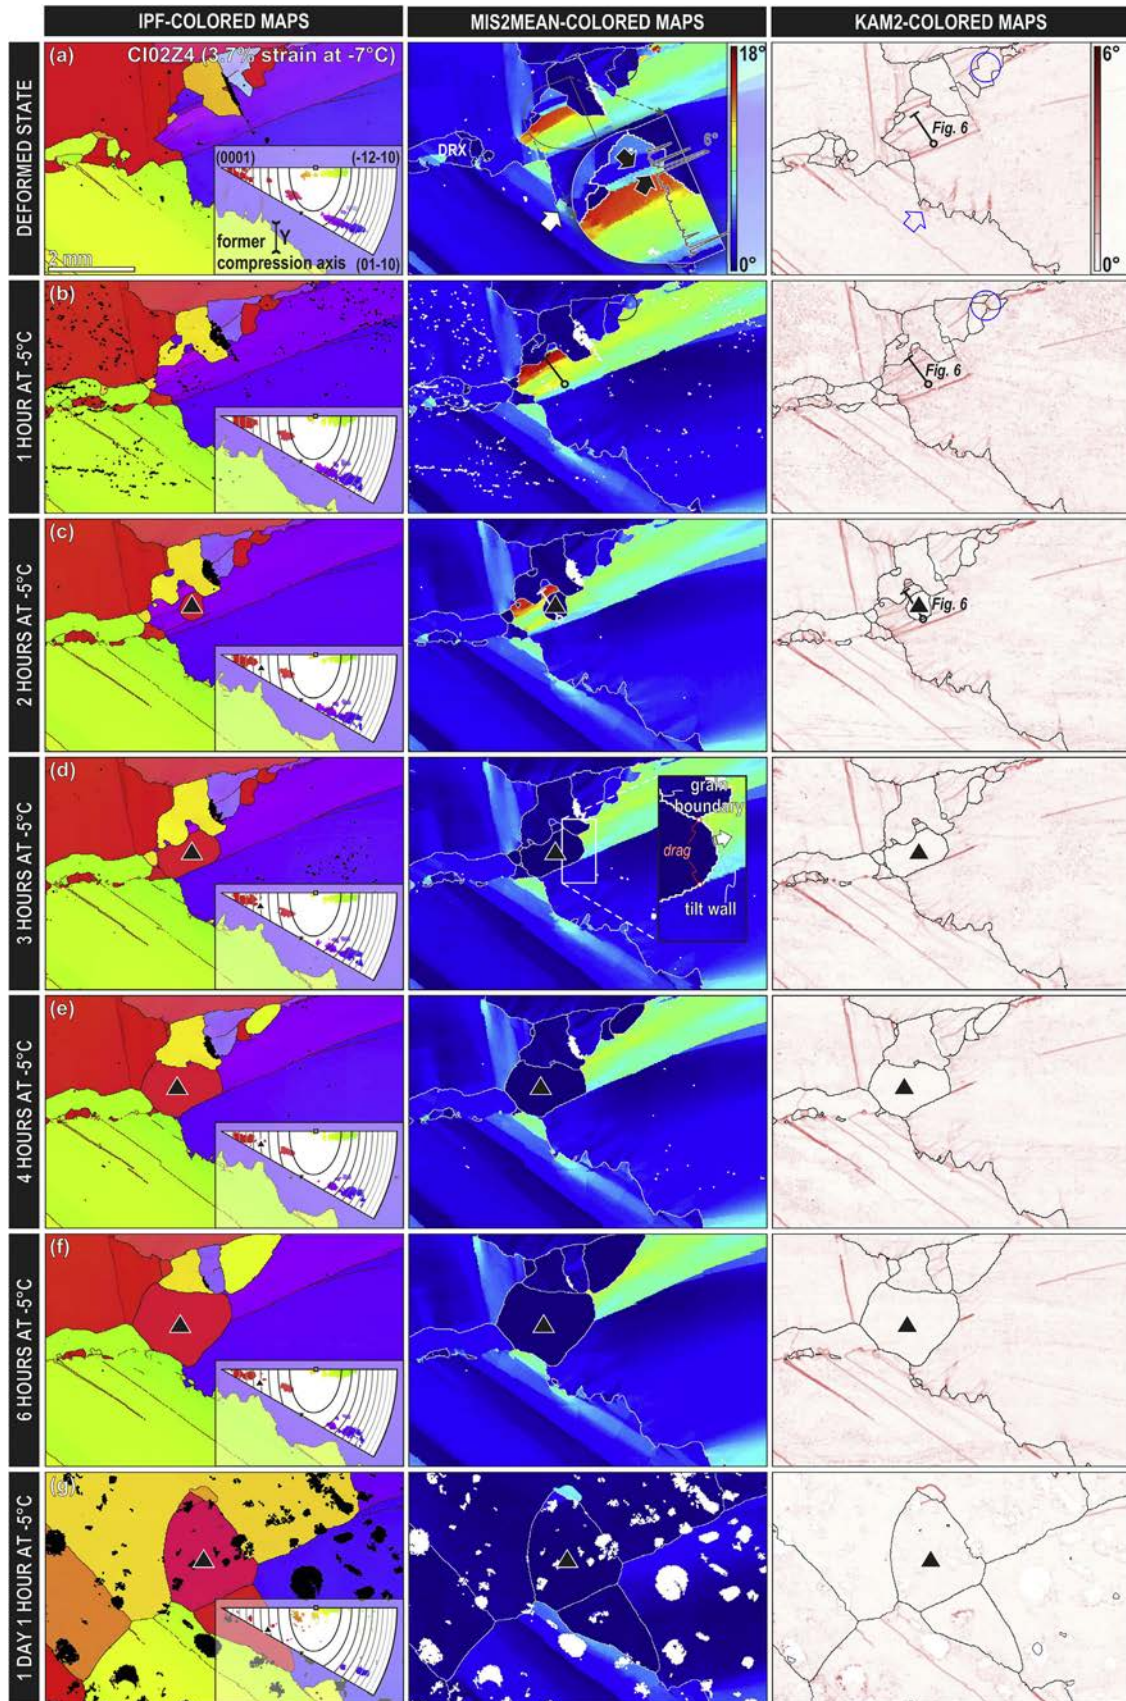 IPF-COLORED MAPS
MIS2MEAN-COLORED MAPS
KAM2-COLORED MAPS
DEFORMED STATE
(a) CI02Z4 (3.7% strain at -7°C)
(0001) (-12-10)
former
compression axis
Y
(01-10)
2 mm
DRX
6°
18°
0°
Fig. 6
6°
0°
1 HOUR AT -5°C
(b)
Fig. 6
2 HOURS AT -5°C
(c)
Fig. 6
3 HOURS AT -5°C
(d)
grain
boundary
drag
tilt wall
4 HOURS AT -5°C
(e)
6 HOURS AT -5°C
(f)
1 DAY 1 HOUR AT -5°C
(g)